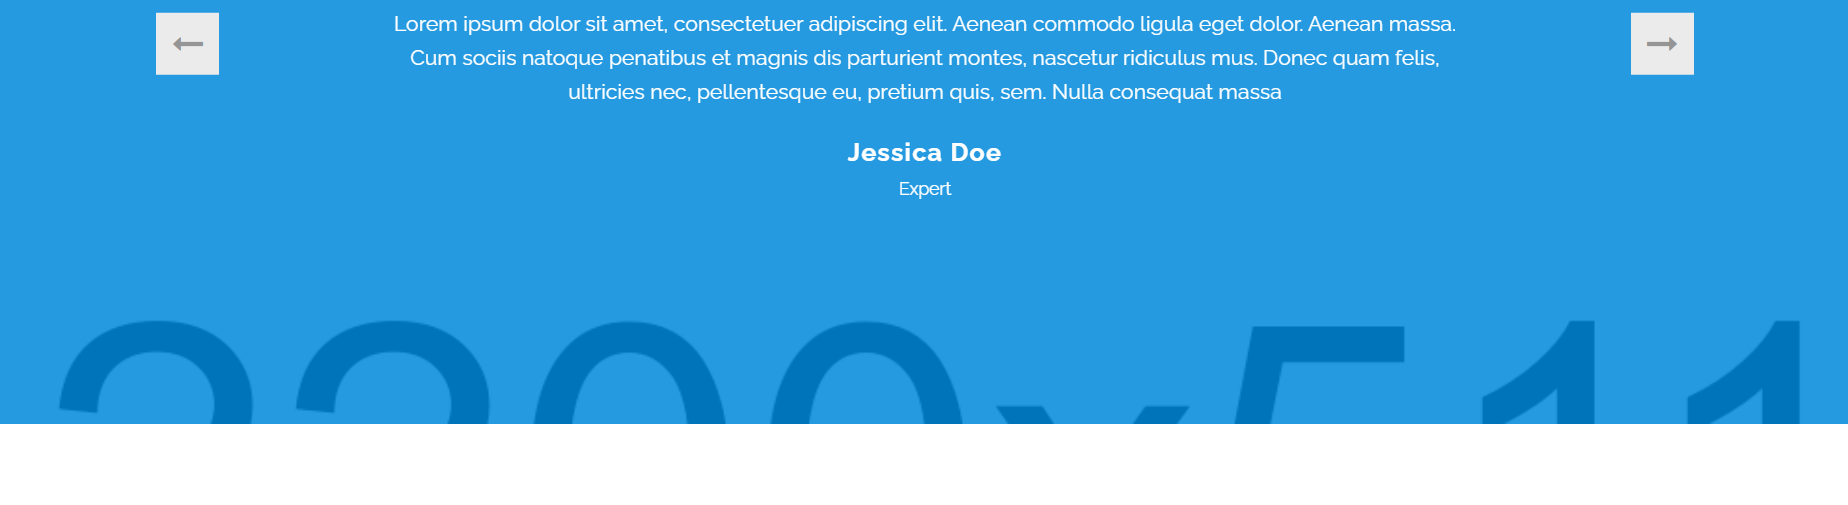 Lorem ipsum dolor sit amet, consectetuer adipiscing elit. Aenean commodo ligula eget dolor. Aenean massa.
Cum sociis natoque penatibus et magnis dis parturient montes, nascetur ridiculus mus. Donec quam felis,
ultricies nec, pellentesque eu, pretium quis, sem. Nulla consequat massa
Jessica Doe
Expert
2200x511